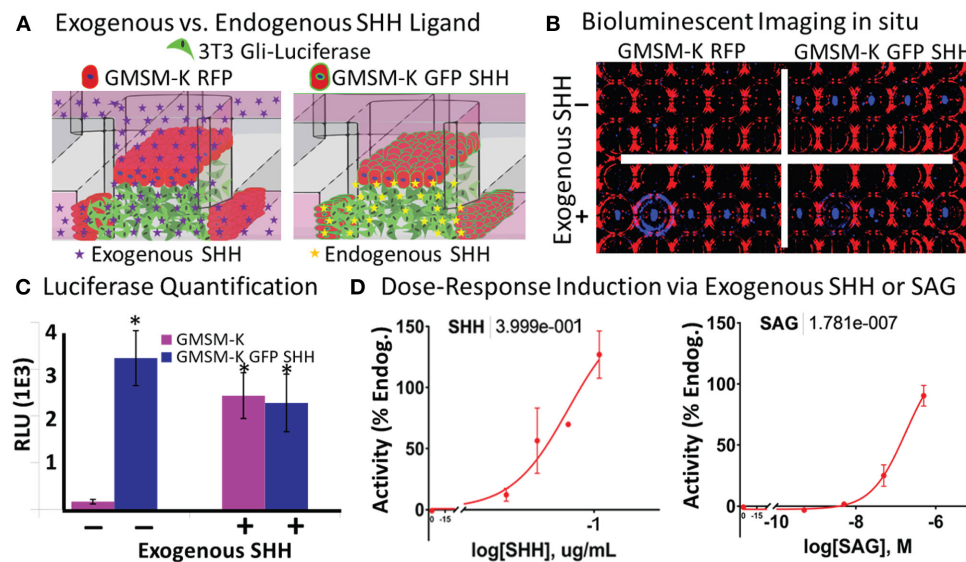 A Exogenous vs. Endogenous SHH Ligand
3T3 Gli-Luciferase
GMSM-K RFP
GMSM-K GFP SHH
Exogenous SHH
Endogenous SHH
B Bioluminescent Imaging in situ
GMSM-K RFP
GMSM-K GFP SHH
Exogenous SHH
−
+
C Luciferase Quantification
RLU (1E3)
4
3
2
1
*
* *
GMSM-K
GMSM-K GFP SHH
− − + +
Exogenous SHH
D Dose-Response Induction via Exogenous SHH or SAG
Activity (% Endog.)
150
100
50
0
SHH 3.999e-001
0 -15 -1
log[SHH], ug/mL
Activity (% Endog.)
150
100
50
0
SAG 1.781e-007
0 -15 -10 -8 -6
log[SAG], M